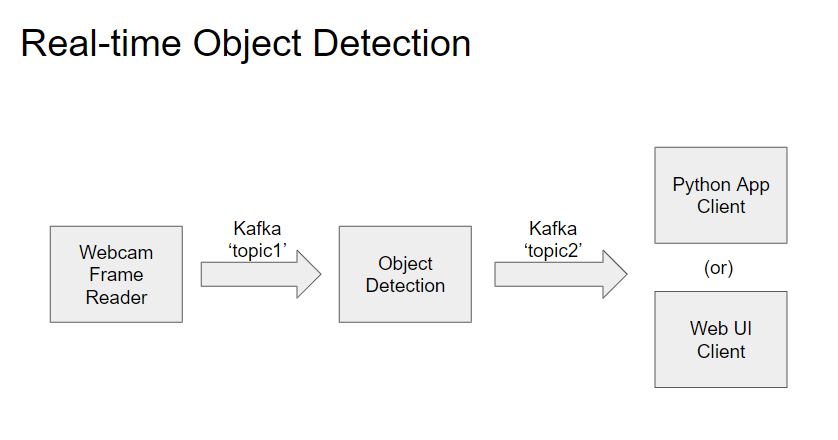 Real-time Object Detection
Webcam
Frame
Reader
Kafka
‘topic1’
Object
Detection
Kafka
‘topic2’
Python App
Client
(or)
Web UI
Client